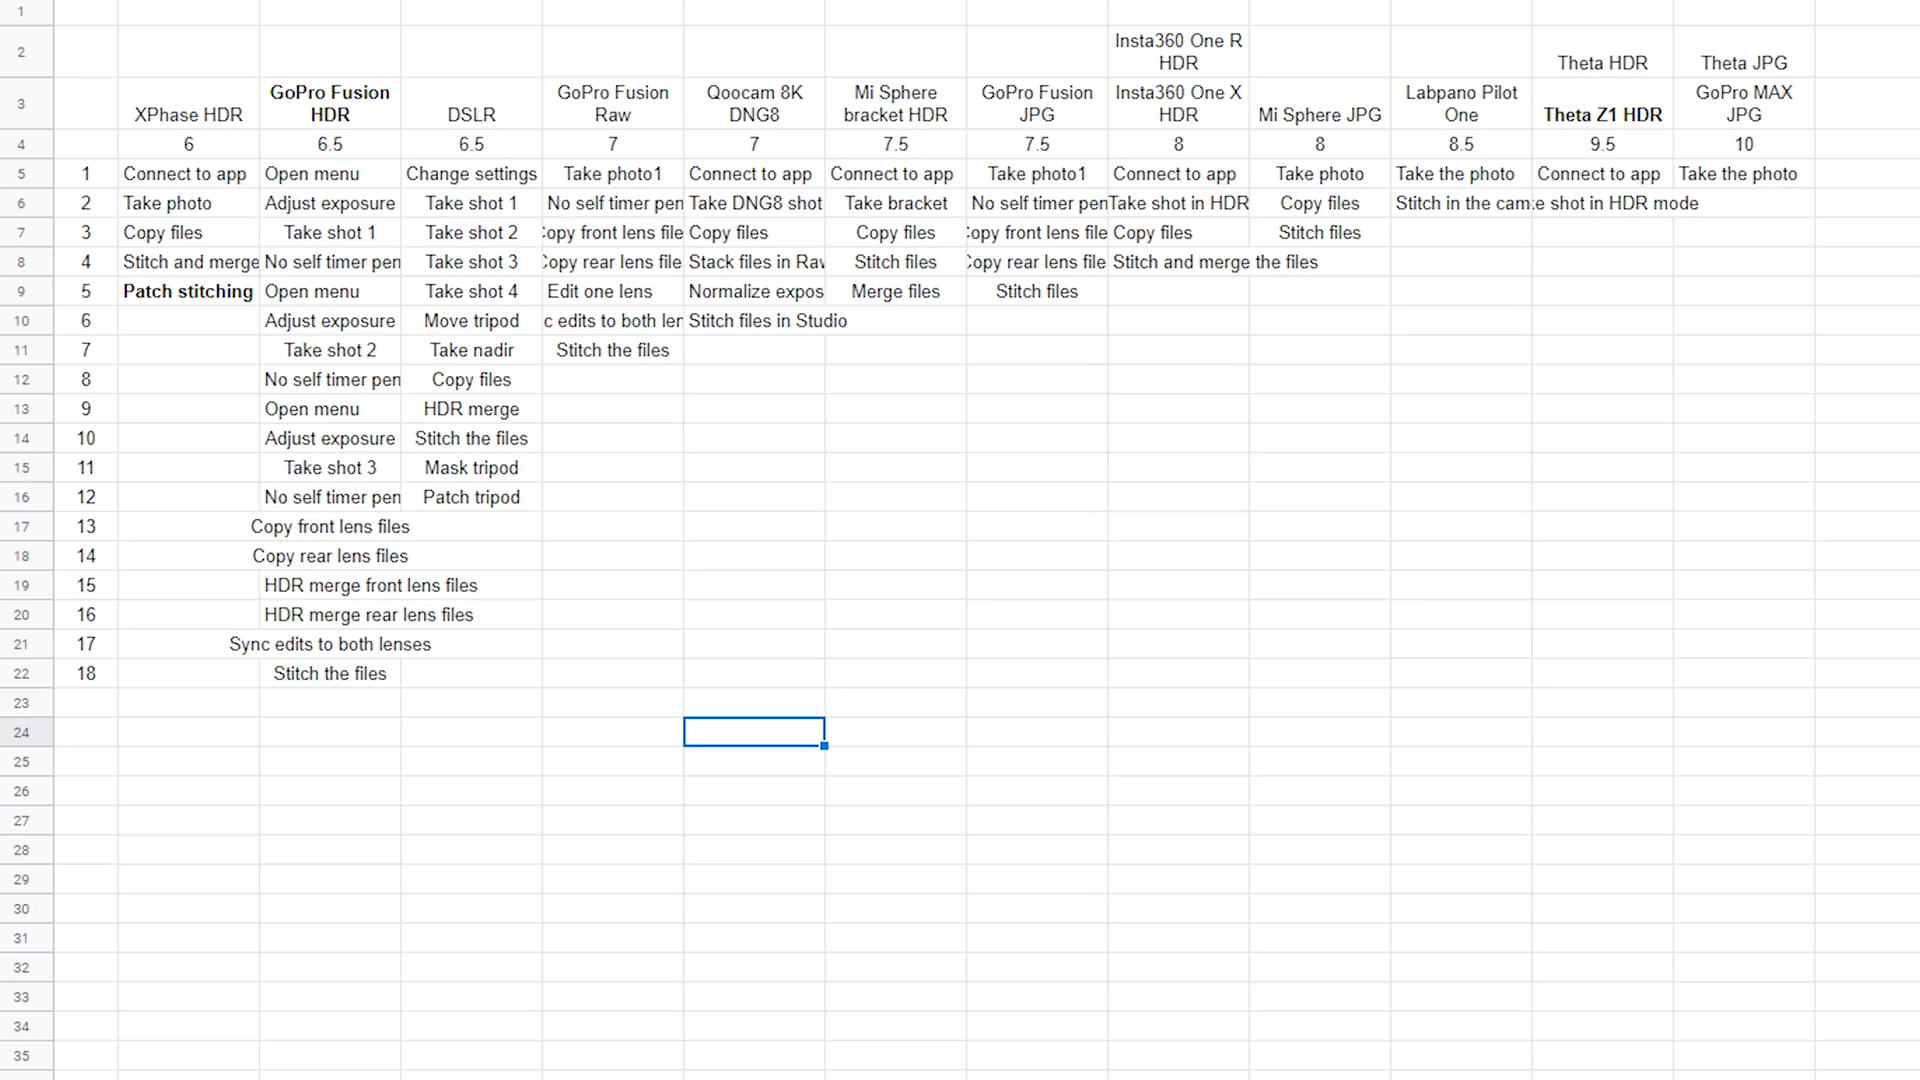 1
2 Insta360 One R HDR Theta HDR Theta JPG
3 XPhase HDR GoPro Fusion HDR DSLR GoPro Fusion Raw Qoocam 8K DNG8 Mi Sphere bracket HDR GoPro Fusion JPG Insta360 One X HDR Mi Sphere JPG Labpano Pilot One Theta Z1 HDR GoPro MAX JPG
4 6 6.5 6.5 7 7 7.5 7.5 8 8 8.5 9.5 10
5 1 Connect to app Open menu Change settings Take photo1 Connect to app Connect to app Take photo1 Connect to app Take photo Take the photo Connect to app Take the photo
6 2 Take photo Adjust exposure Take shot 1 No self timer pen Take DNG8 shot Take bracket No self timer pen Take shot in HDR Copy files Stitch in the cam e shot in HDR mode
7 3 Copy files Take shot 1 Take shot 2 opy front lens file Copy files Copy files opy front lens file Copy files Stitch files
8 4 Stitch and merge No self timer pen Take shot 3 opy rear lens file Stack files in Rav Stitch files opy rear lens file Stitch and merge the files
9 5 Patch stitching Open menu Take shot 4 Edit one lens Normalize expos Merge files Stitch files
10 6 Adjust exposure Move tripod c edits to both ler Stitch files in Studio
11 7 Take shot 2 Take nadir Stitch the files
12 8 No self timer pen Copy files
13 9 Open menu HDR merge
14 10 Adjust exposure Stitch the files
15 11 Take shot 3 Mask tripod
16 12 No self timer pen Patch tripod
17 13 Copy front lens files
18 14 Copy rear lens files
19 15 HDR merge front lens files
20 16 HDR merge rear lens files
21 17 Sync edits to both lenses
22 18 Stitch the files
23
24
25
26
27
28
29
30
31
32
33
34
35